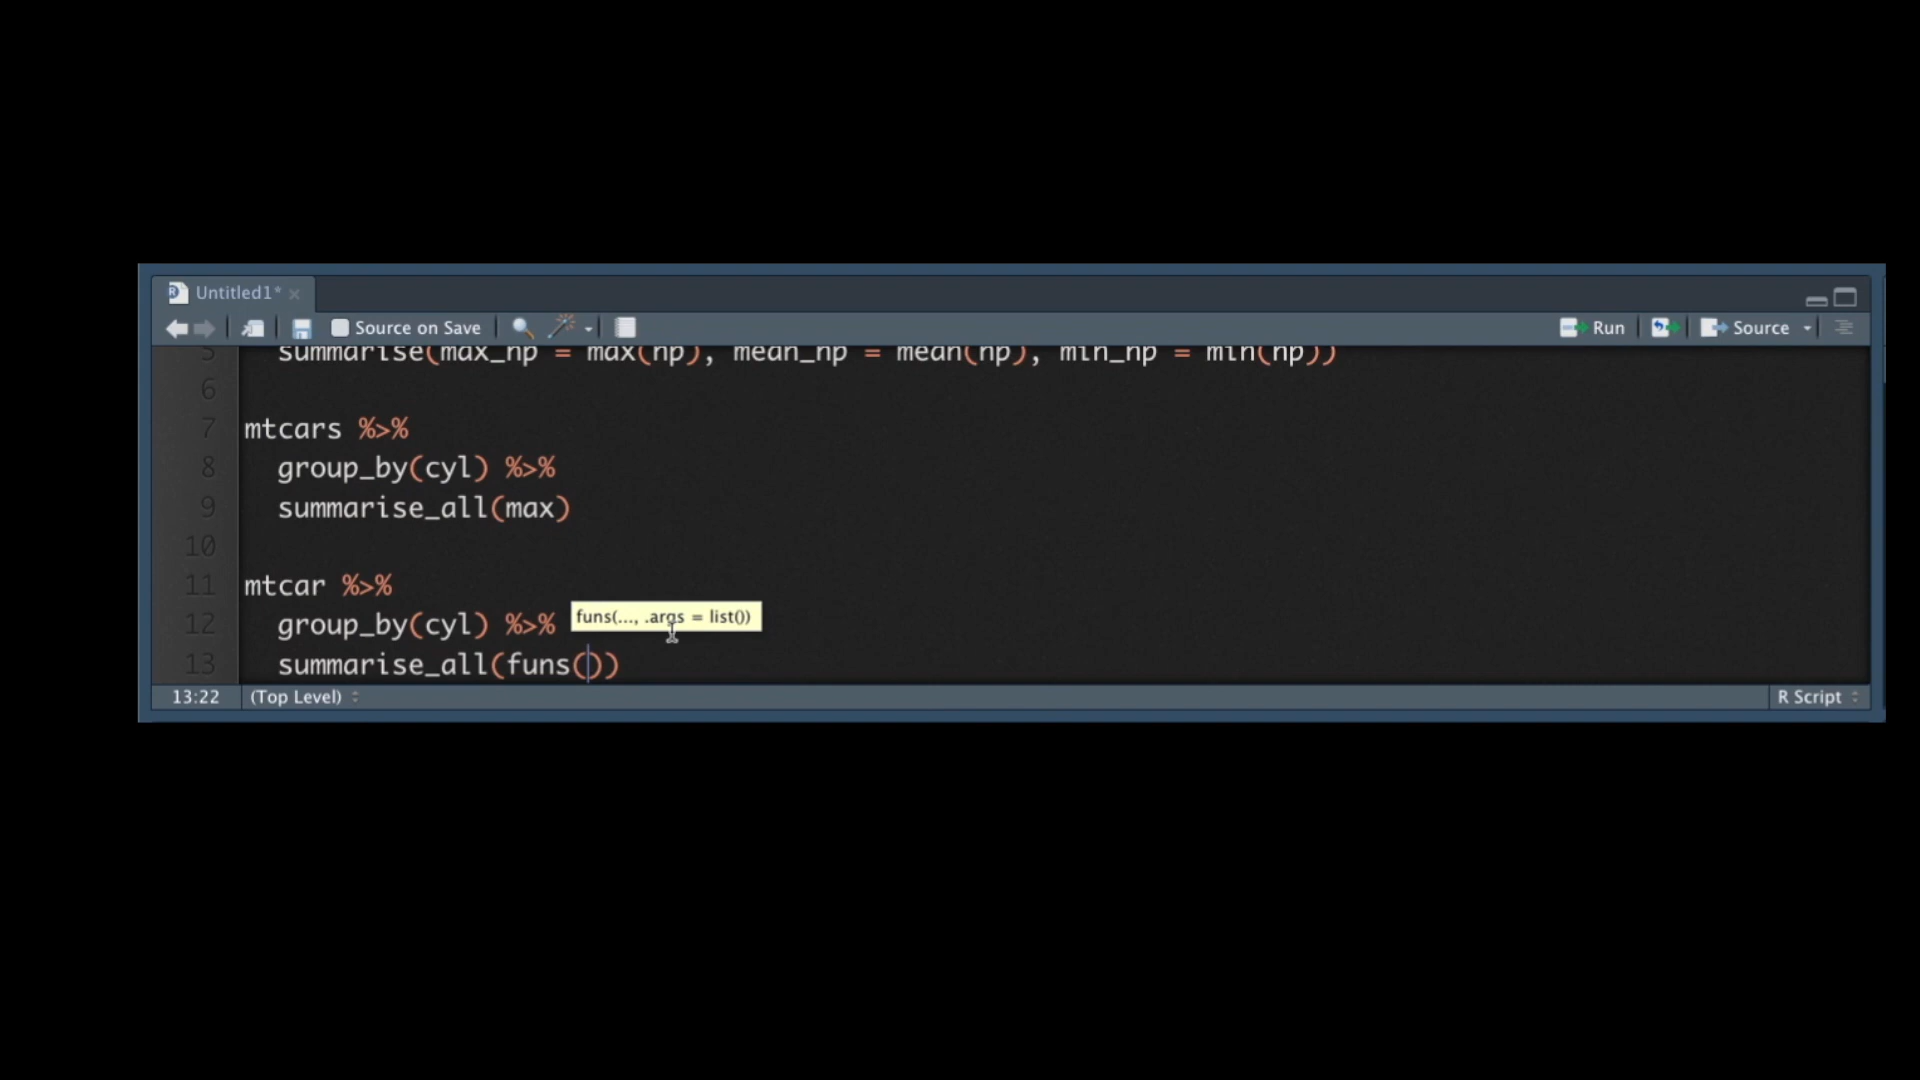 Untitled1*
Source on Save
Run
Source
5 summarise(max_hp = max(hp), mean_hp = mean(hp), min_hp = min(hp))
6
7 mtcars %>%
8 group_by(cyl) %>%
9 summarise_all(max)
10
11 mtcar %>%
12 group_by(cyl) %>%
funs(..., .args = list())
13 summarise_all(funs())
13:22 (Top Level) R Script